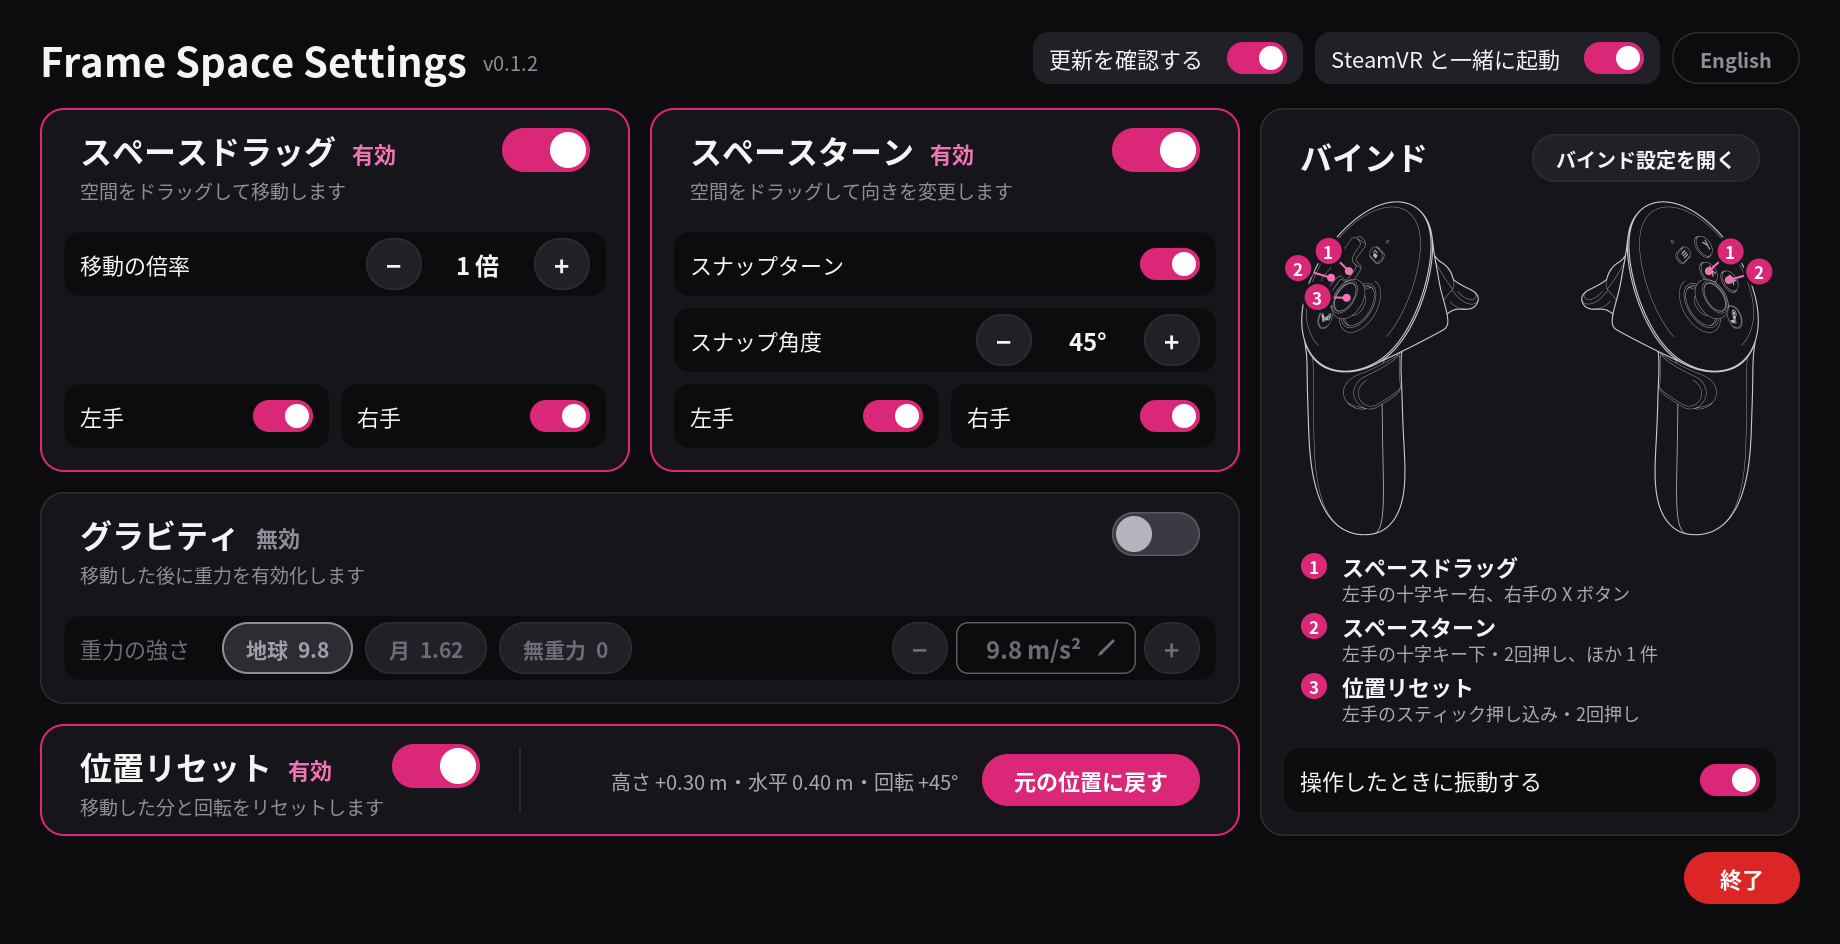 Frame Space Settings v0.1.2
更新を確認する
SteamVR と一緒に起動
English
スペースドラッグ 有効
空間をドラッグして移動します
移動の倍率 − 1 倍 +
左手
右手
スペースターン 有効
空間をドラッグして向きを変更します
スナップターン
スナップ角度 − 45° +
左手
右手
グラビティ 無効
移動した後に重力を有効化します
重力の強さ 地球 9.8 月 1.62 無重力 0 − 9.8 m/s² +
位置リセット 有効
移動した分と回転をリセットします
高さ +0.30 m・水平 0.40 m・回転 +45°
元の位置に戻す
バインド
バインド設定を開く
1
2
3
1
2
1 スペースドラッグ
左手の十字キー右、右手の X ボタン
2 スペースターン
左手の十字キー下・2回押し、ほか 1 件
3 位置リセット
左手のスティック押し込み・2回押し
操作したときに振動する
終了